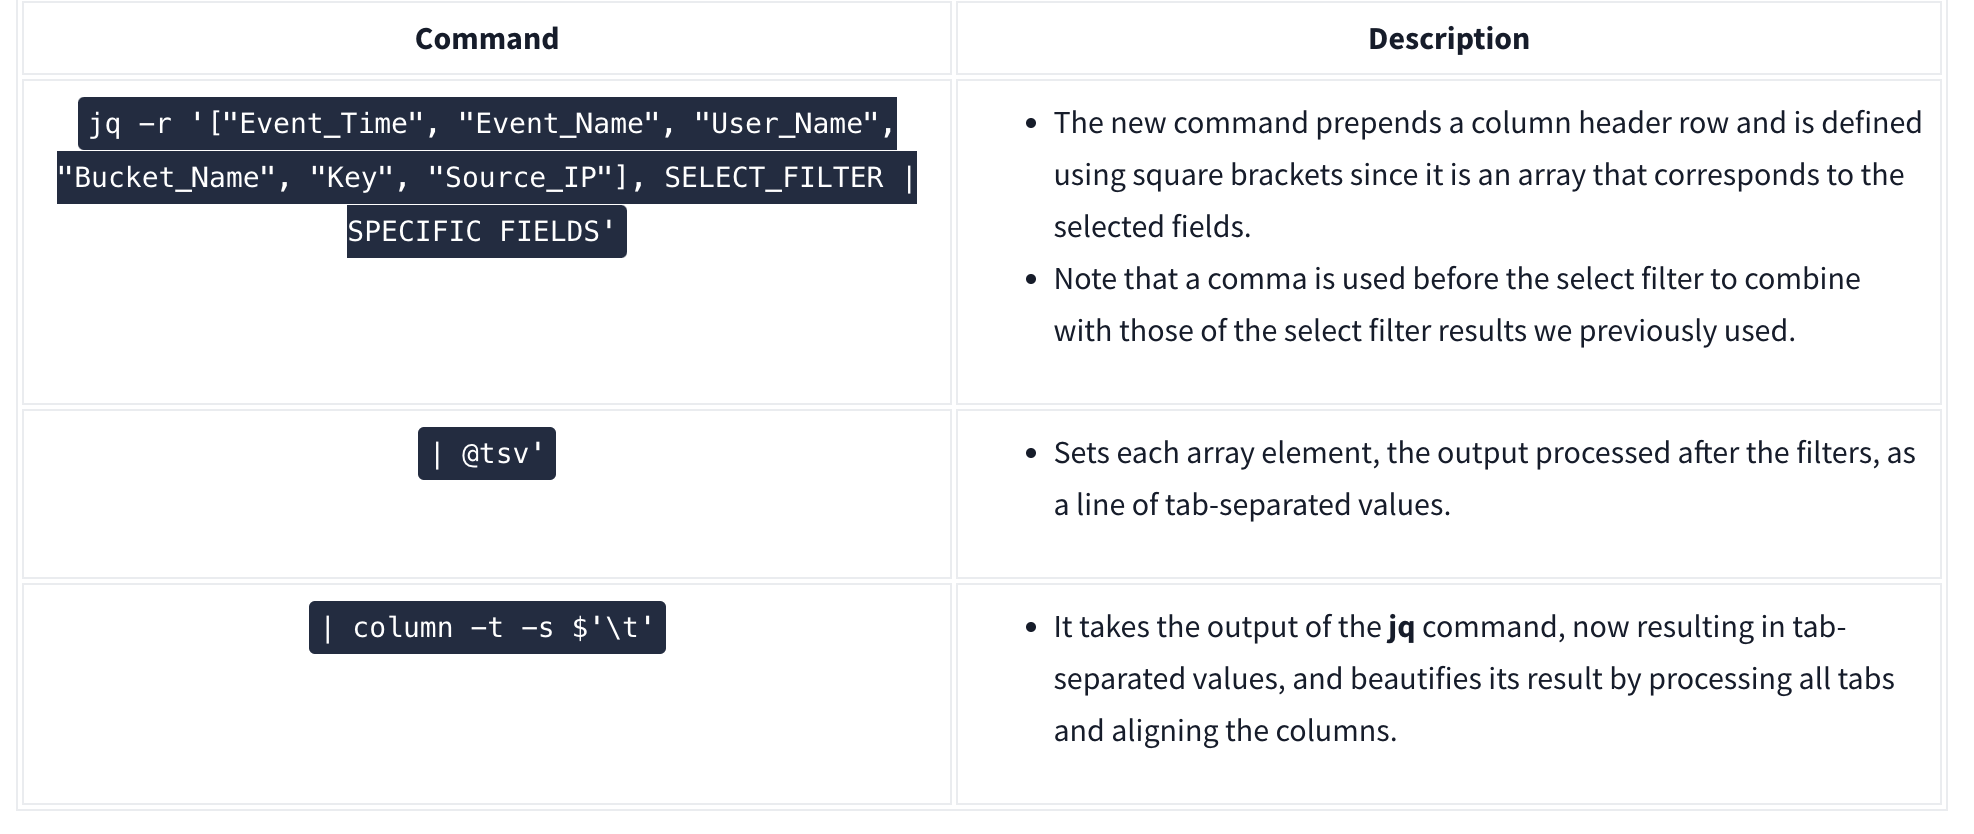 Command
Description
jq -r '["Event_Time", "Event_Name", "User_Name",
"Bucket_Name", "Key", "Source_IP"], SELECT_FILTER |
SPECIFIC FIELDS'
• The new command prepends a column header row and is defined
using square brackets since it is an array that corresponds to the
selected fields.
• Note that a comma is used before the select filter to combine
with those of the select filter results we previously used.
| @tsv'
• Sets each array element, the output processed after the filters, as
a line of tab-separated values.
| column -t -s $'\t'
• It takes the output of the jq command, now resulting in tab-
separated values, and beautifies its result by processing all tabs
and aligning the columns.